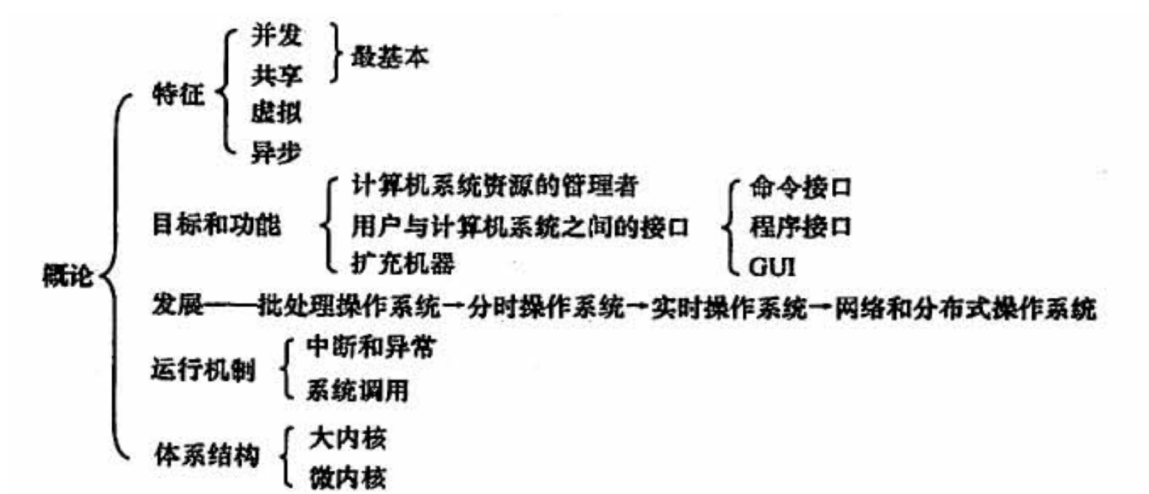 概论
特征
并发
共享
最基本
虚拟
异步
目标和功能
计算机系统资源的管理者
用户与计算机系统之间的接口
扩充机器
命令接口
程序接口
GUI
发展——批处理操作系统→分时操作系统→实时操作系统→网络和分布式操作系统
运行机制
中断和异常
系统调用
体系结构
大内核
微内核